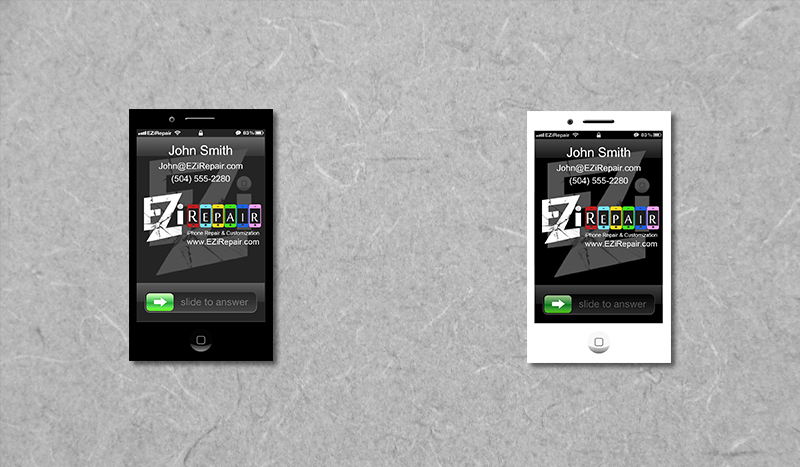 EZiRepair 83%
John Smith
John@EZiRepair.com
(504) 555-2280
EZi
EZiREPAIR
iPhone Repair & Customization
www.EZiRepair.com
slide to answer
EZiRepair 83%
John Smith
John@EZiRepair.com
(504) 555-2280
EZi
EZiREPAIR
iPhone Repair & Customization
www.EZiRepair.com
slide to answer